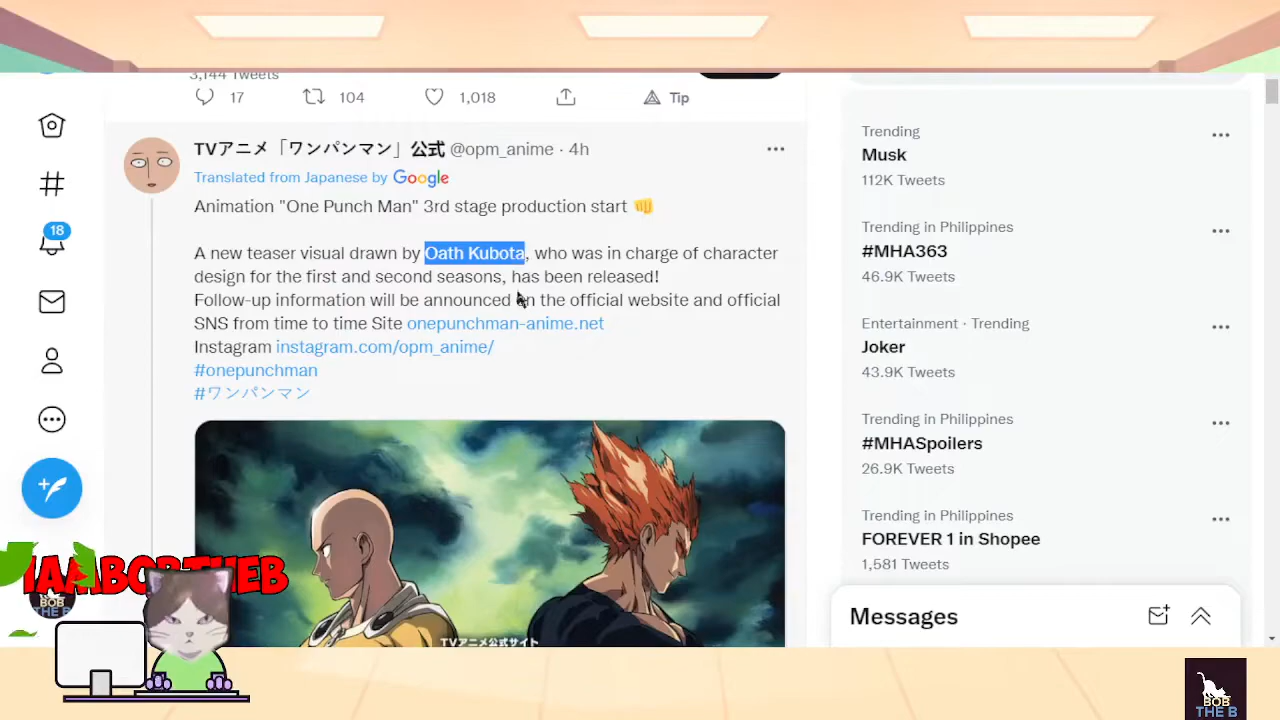 3,144 Tweets
17 104 1,018 Tip
TVアニメ「ワンパンマン」公式 @opm_anime · 4h
Translated from Japanese by Google
Animation "One Punch Man" 3rd stage production start 👊
A new teaser visual drawn by Oath Kubota, who was in charge of character
design for the first and second seasons, has been released!
Follow-up information will be announced on the official website and official
SNS from time to time Site onepunchman-anime.net
Instagram instagram.com/opm_anime/
#onepunchman
#ワンパンマン
TVアニメ公式サイト
18
Trending
Musk
112K Tweets
Trending in Philippines
#MHA363
46.9K Tweets
Entertainment · Trending
Joker
43.9K Tweets
Trending in Philippines
#MHASpoilers
26.9K Tweets
Trending in Philippines
FOREVER 1 in Shopee
1,581 Tweets
Messages
IAMBOBTHEB
BOB
THE B
BOB
THE B